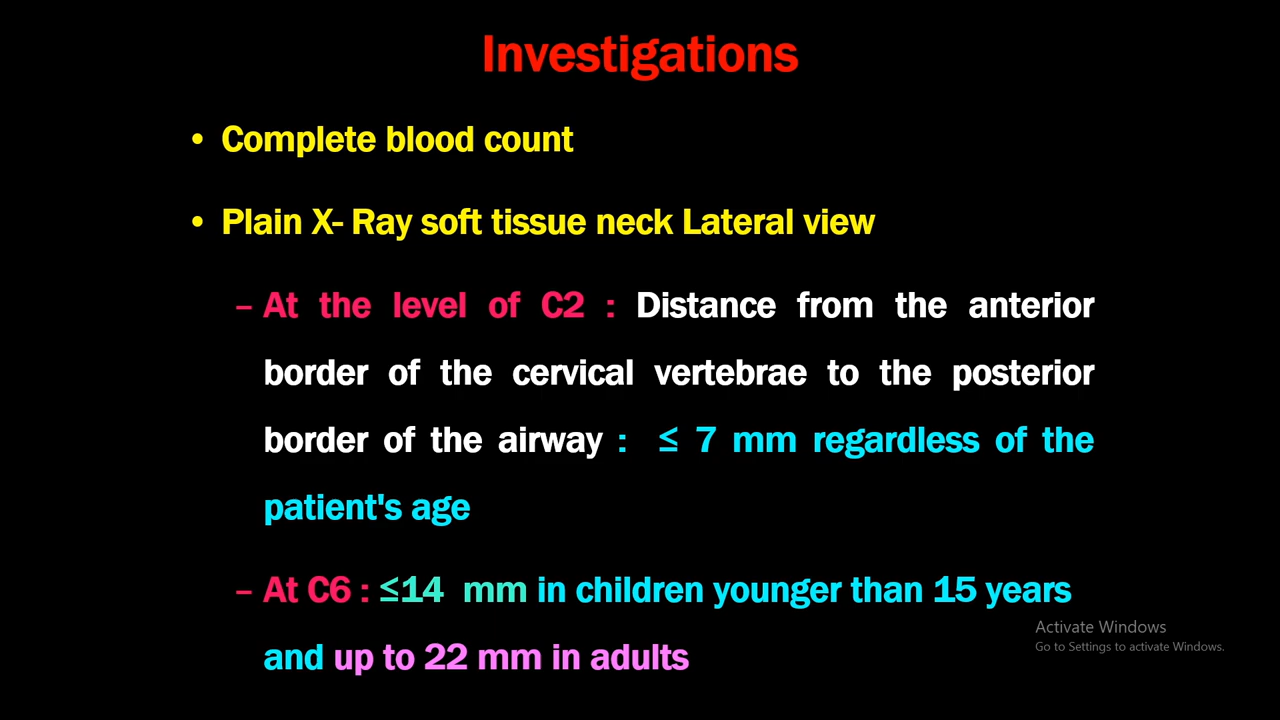 Investigations
• Complete blood count
• Plain X- Ray soft tissue neck Lateral view
– At the level of C2 : Distance from the anterior
border of the cervical vertebrae to the posterior
border of the airway : ≤ 7 mm regardless of the
patient's age
– At C6 : ≤14 mm in children younger than 15 years
and up to 22 mm in adults
Activate Windows
Go to Settings to activate Windows.